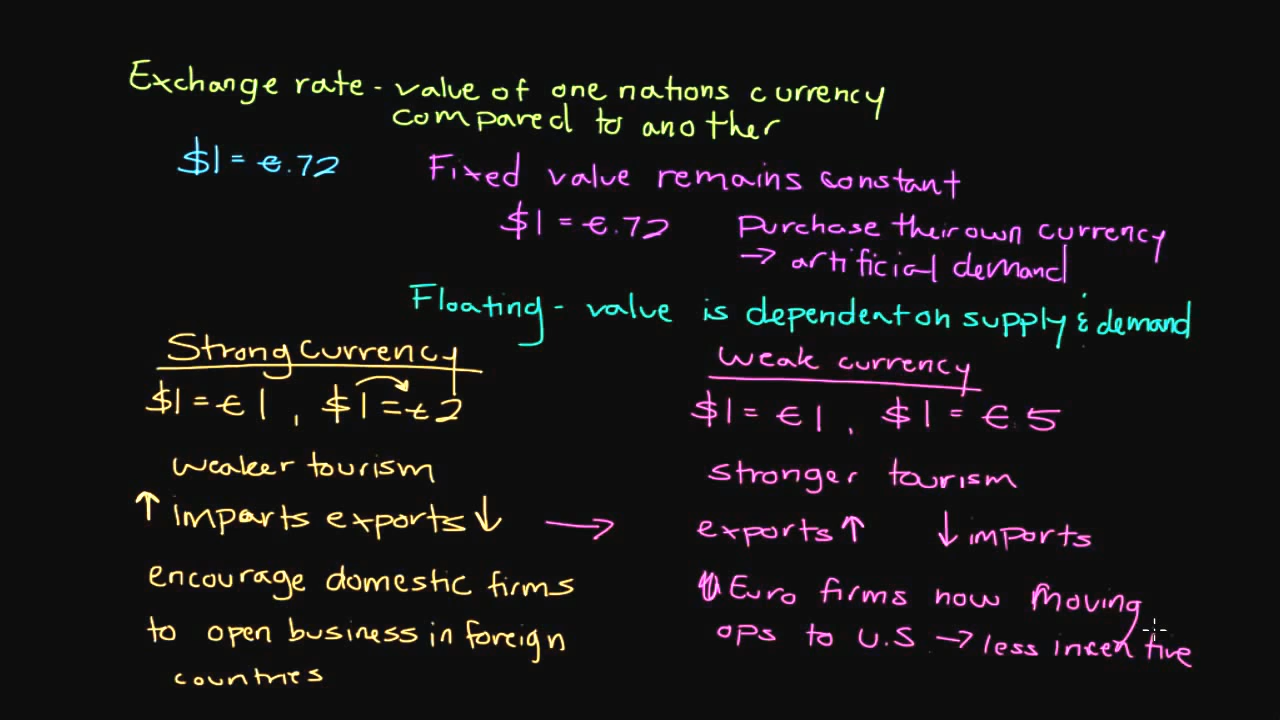 Exchange rate - value of one nations currency
compared to another
$1 = €.72
Fixed value remains constant
$1 = €.72
Purchase their own currency
→ artificial demand
Floating - value is dependent on supply & demand
Strong currency
$1 = €1, $1 = €2
weaker tourism
↑ imports exports ↓ →
encourage domestic firms
to open business in foreign
countries
weak currency
$1 = €1, $1 = €.5
stronger tourism
exports ↑ ↓ imports
Euro firms now moving
ops to U.S → less incentive